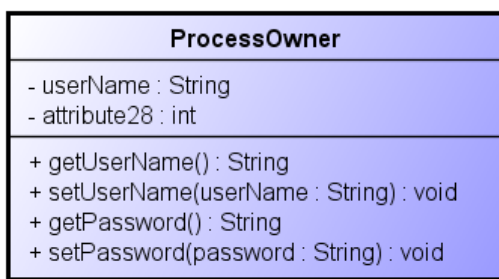 ProcessOwner
- userName : String
- attribute28 : int
+ getUserName() : String
+ setUserName(userName : String) : void
+ getPassword() : String
+ setPassword(password : String) : void